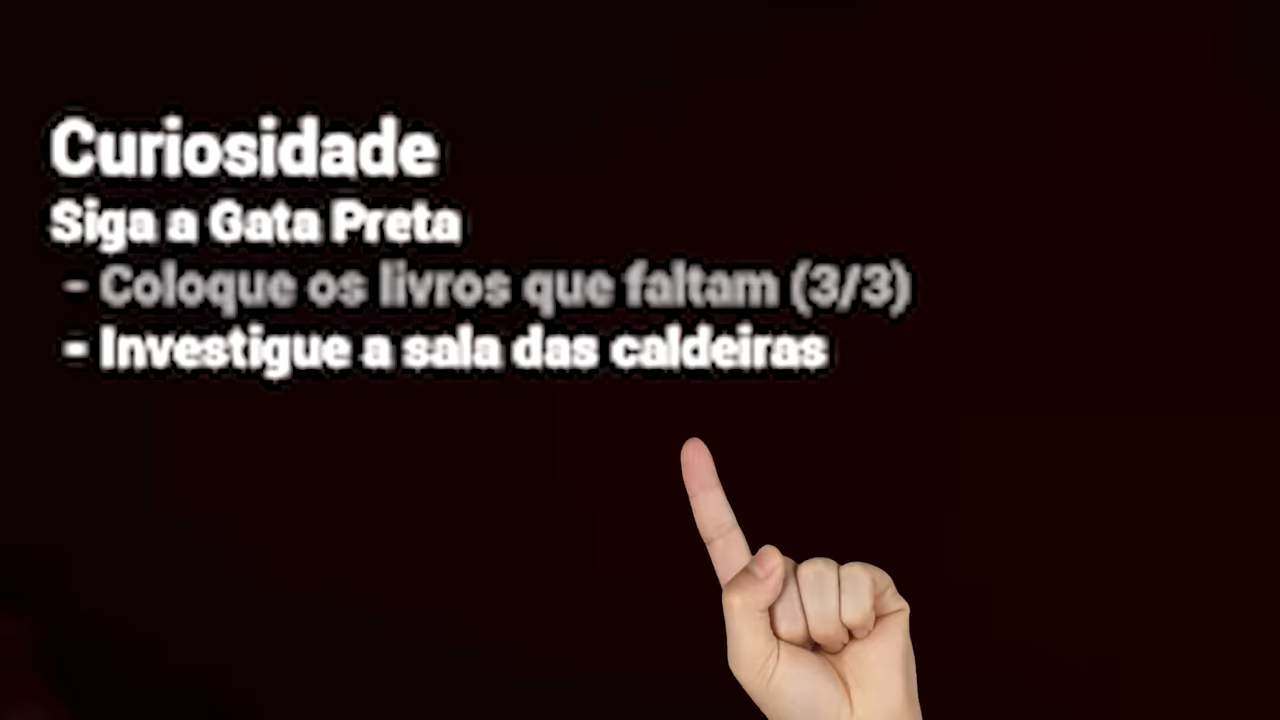 Curiosidade
Siga a Gata Preta
- Coloque os livros que faltam (3/3)
- Investigue a sala das caldeiras